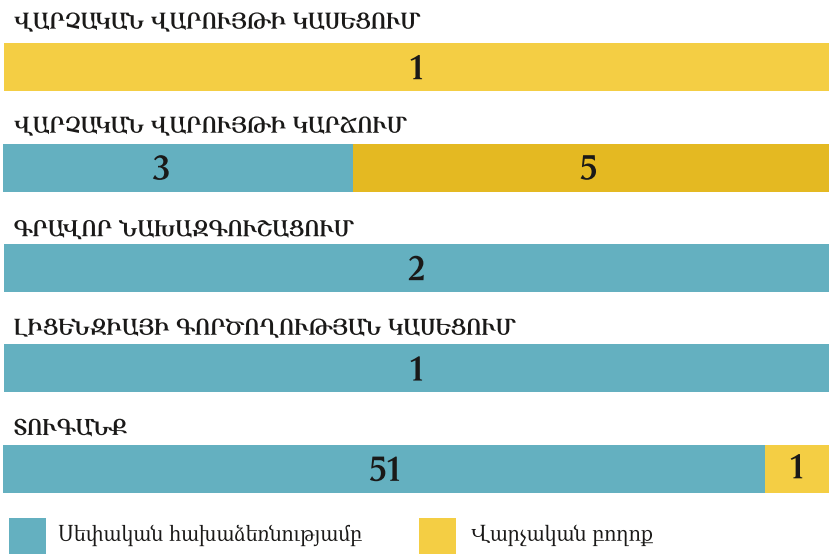 ՎԱՐՉԱԿԱՆ ՎԱՐՈՒՅԹԻ ԿԱՍԵՑՈՒՄ
1
ՎԱՐՉԱԿԱՆ ՎԱՐՈՒՅԹԻ ԿԱՐՃՈՒՄ
3 5
ԳՐԱՎՈՐ ՆԱԽԱԶԳՈՒՇԱՑՈՒՄ
2
ԼԻՑԵՆԶԻԱՅԻ ԳՈՐԾՈՂՈՒԹՅԱՆ ԿԱՍԵՑՈՒՄ
1
ՏՈՒԳԱՆՔ
51 1
Սեփական հախաձեռնությամբ Վարչական բողոք